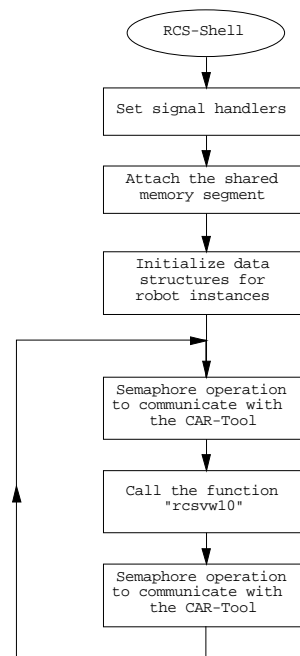 RCS-Shell
Set signal handlers
Attach the shared
memory segment
Initialize data
structures for
robot instances
Semaphore operation
to communicate with
the CAR-Tool
Call the function
"rcsvw10"
Semaphore operation
to communicate with
the CAR-Tool